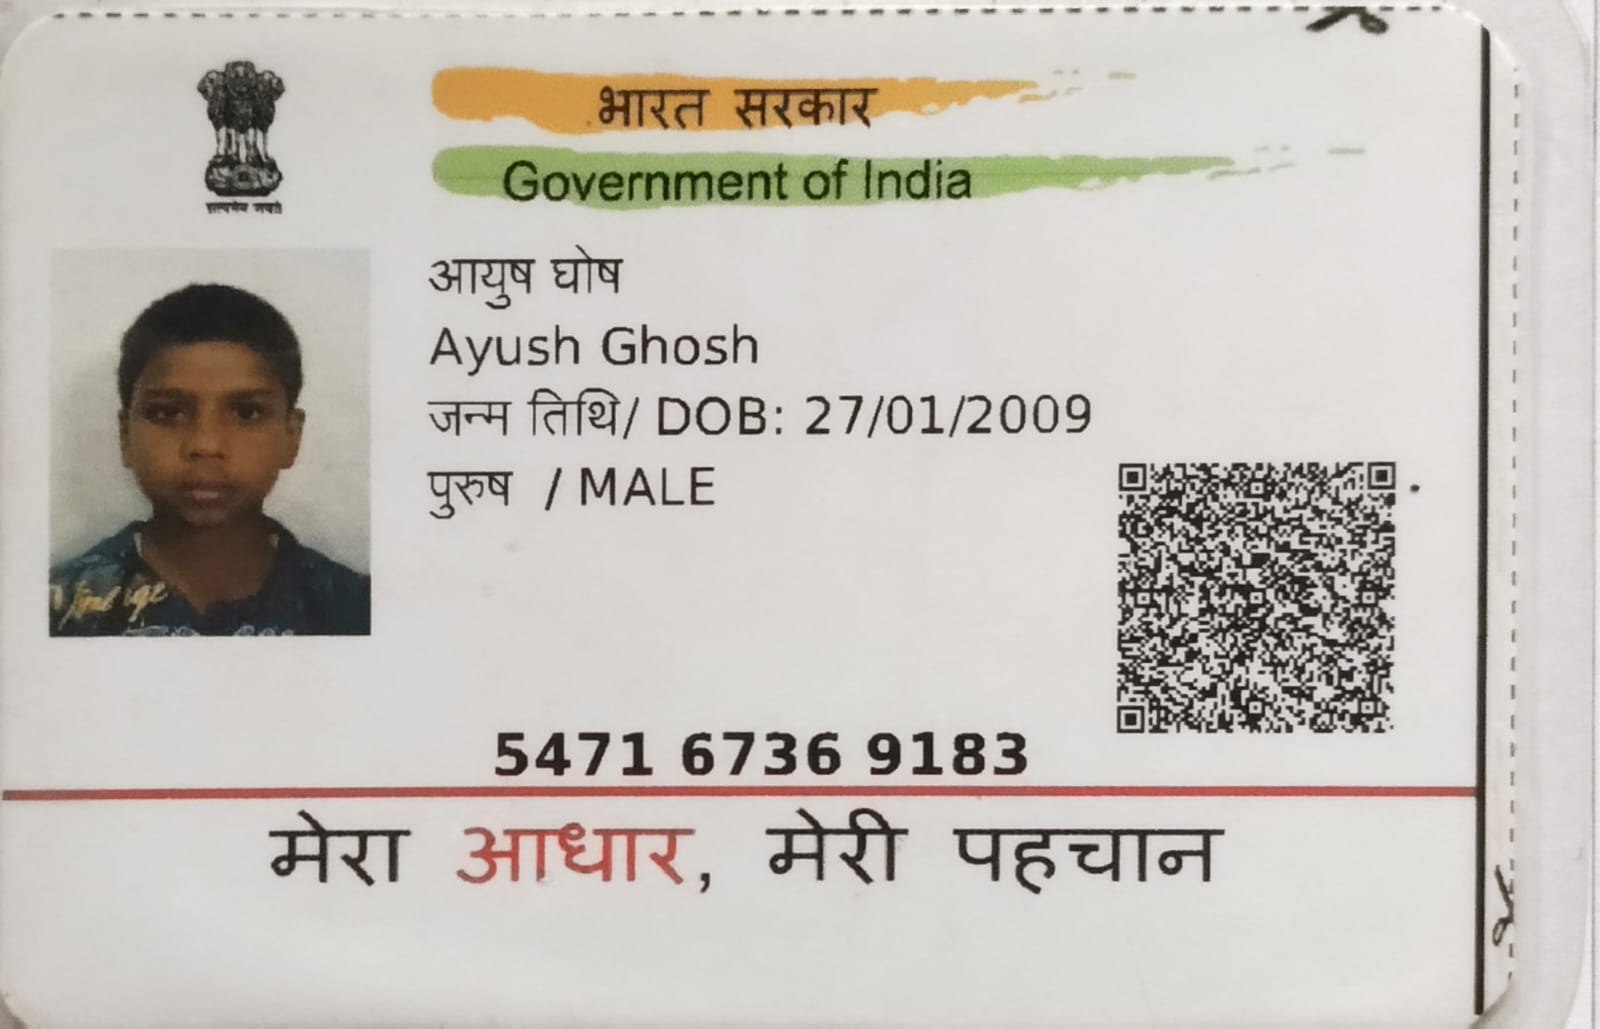 भारत सरकार
Government of India
सत्यमेव जयते
आयुष घोष
Ayush Ghosh
जन्म तिथि/ DOB: 27/01/2009
पुरुष / MALE
5471 6736 9183
मेरा आधार, मेरी पहचान